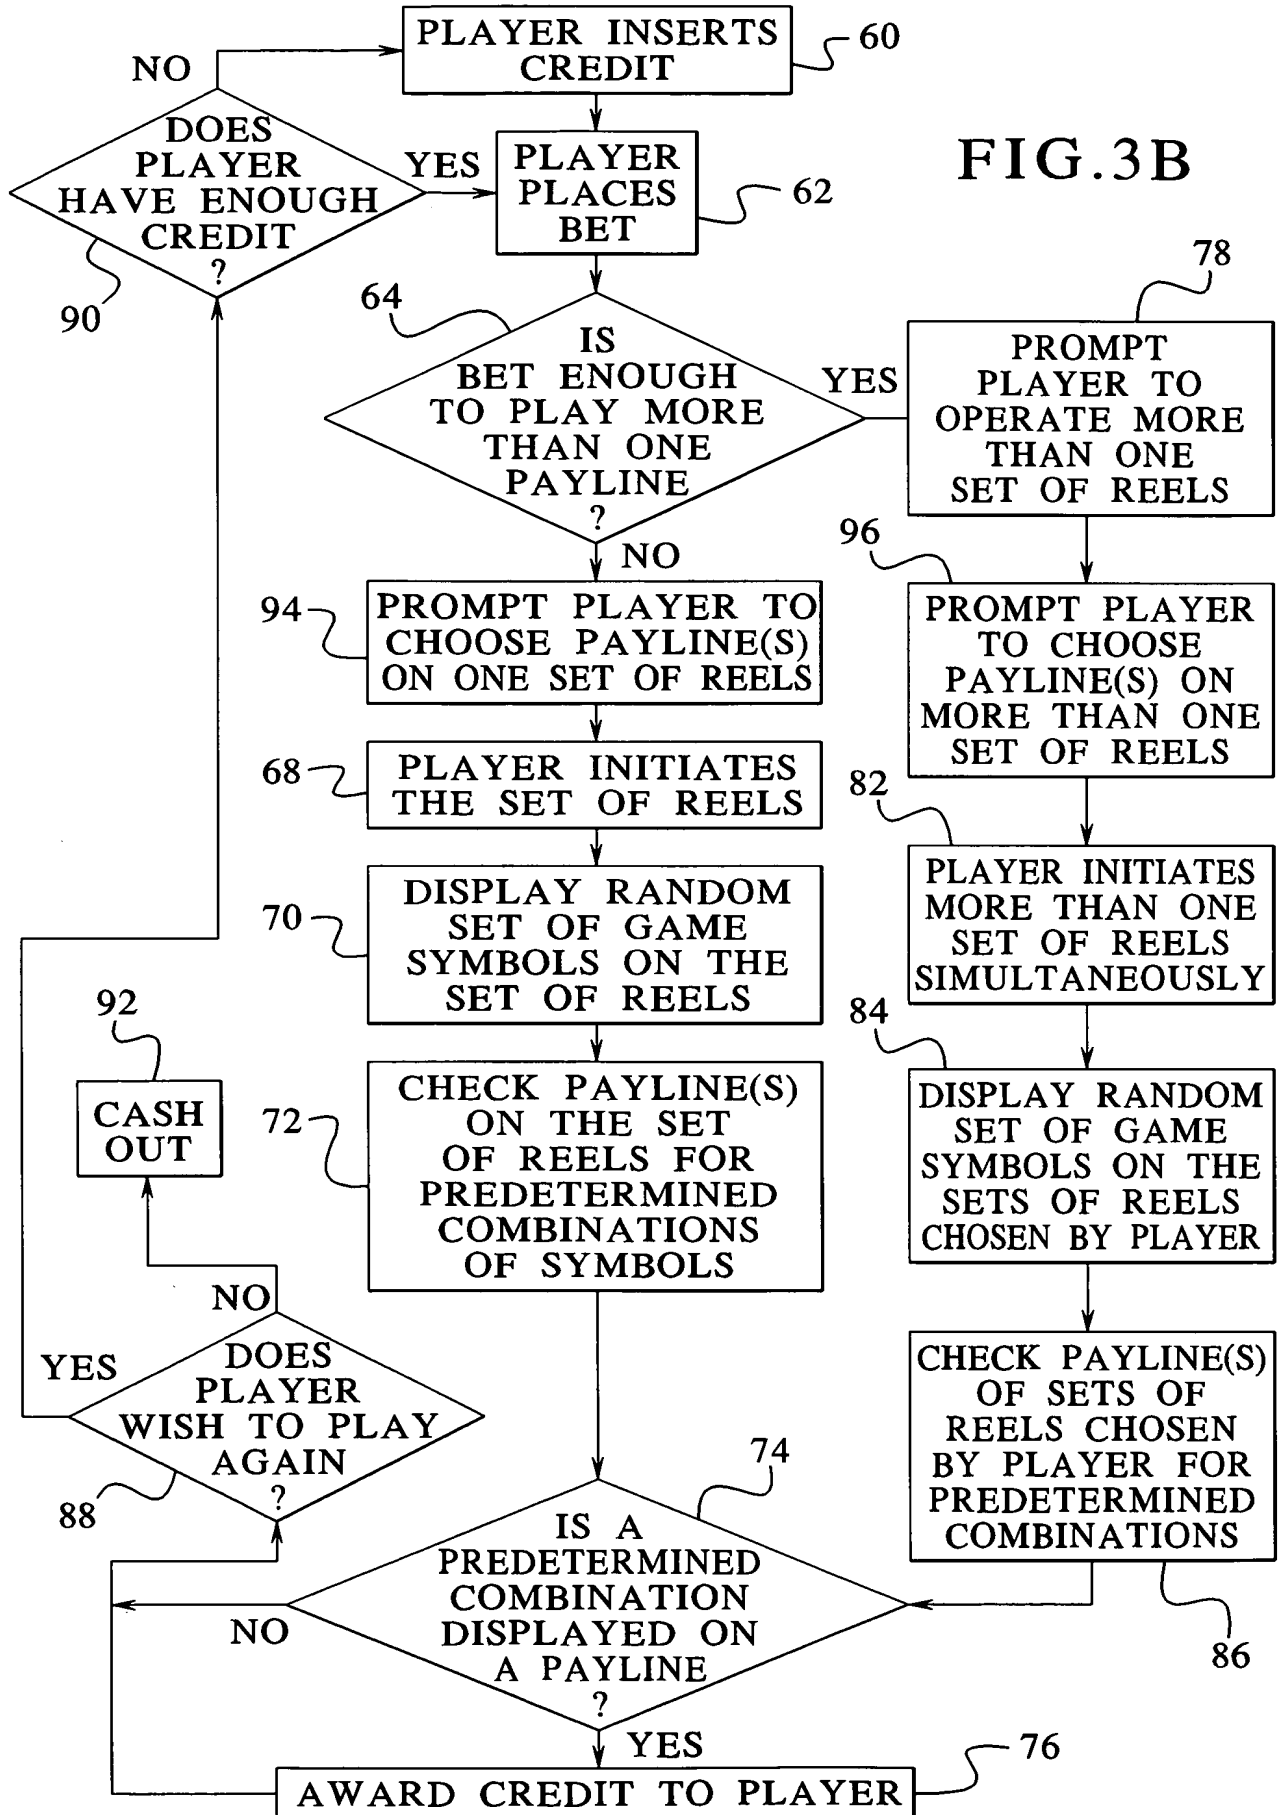 PLAYER INSERTS
CREDIT
60
NO
DOES
PLAYER
HAVE ENOUGH
CREDIT
?
90
YES
PLAYER
PLACES
BET
62
FIG.3B
64
IS
BET ENOUGH
TO PLAY MORE
THAN ONE
PAYLINE
?
YES
NO
78
PROMPT
PLAYER TO
OPERATE MORE
THAN ONE
SET OF REELS
94
PROMPT PLAYER TO
CHOOSE PAYLINE(S)
ON ONE SET OF REELS
96
PROMPT PLAYER
TO CHOOSE
PAYLINE(S) ON
MORE THAN ONE
SET OF REELS
68
PLAYER INITIATES
THE SET OF REELS
82
PLAYER INITIATES
MORE THAN ONE
SET OF REELS
SIMULTANEOUSLY
70
DISPLAY RANDOM
SET OF GAME
SYMBOLS ON THE
SET OF REELS
84
DISPLAY RANDOM
SET OF GAME
SYMBOLS ON THE
SETS OF REELS
CHOSEN BY PLAYER
92
CASH
OUT
72
CHECK PAYLINE(S)
ON THE SET
OF REELS FOR
PREDETERMINED
COMBINATIONS
OF SYMBOLS
NO
YES
DOES
PLAYER
WISH TO PLAY
AGAIN
?
88
CHECK PAYLINE(S)
OF SETS OF
REELS CHOSEN
BY PLAYER FOR
PREDETERMINED
COMBINATIONS
86
74
IS A
PREDETERMINED
COMBINATION
DISPLAYED ON
A PAYLINE
?
NO
YES
76
AWARD CREDIT TO PLAYER